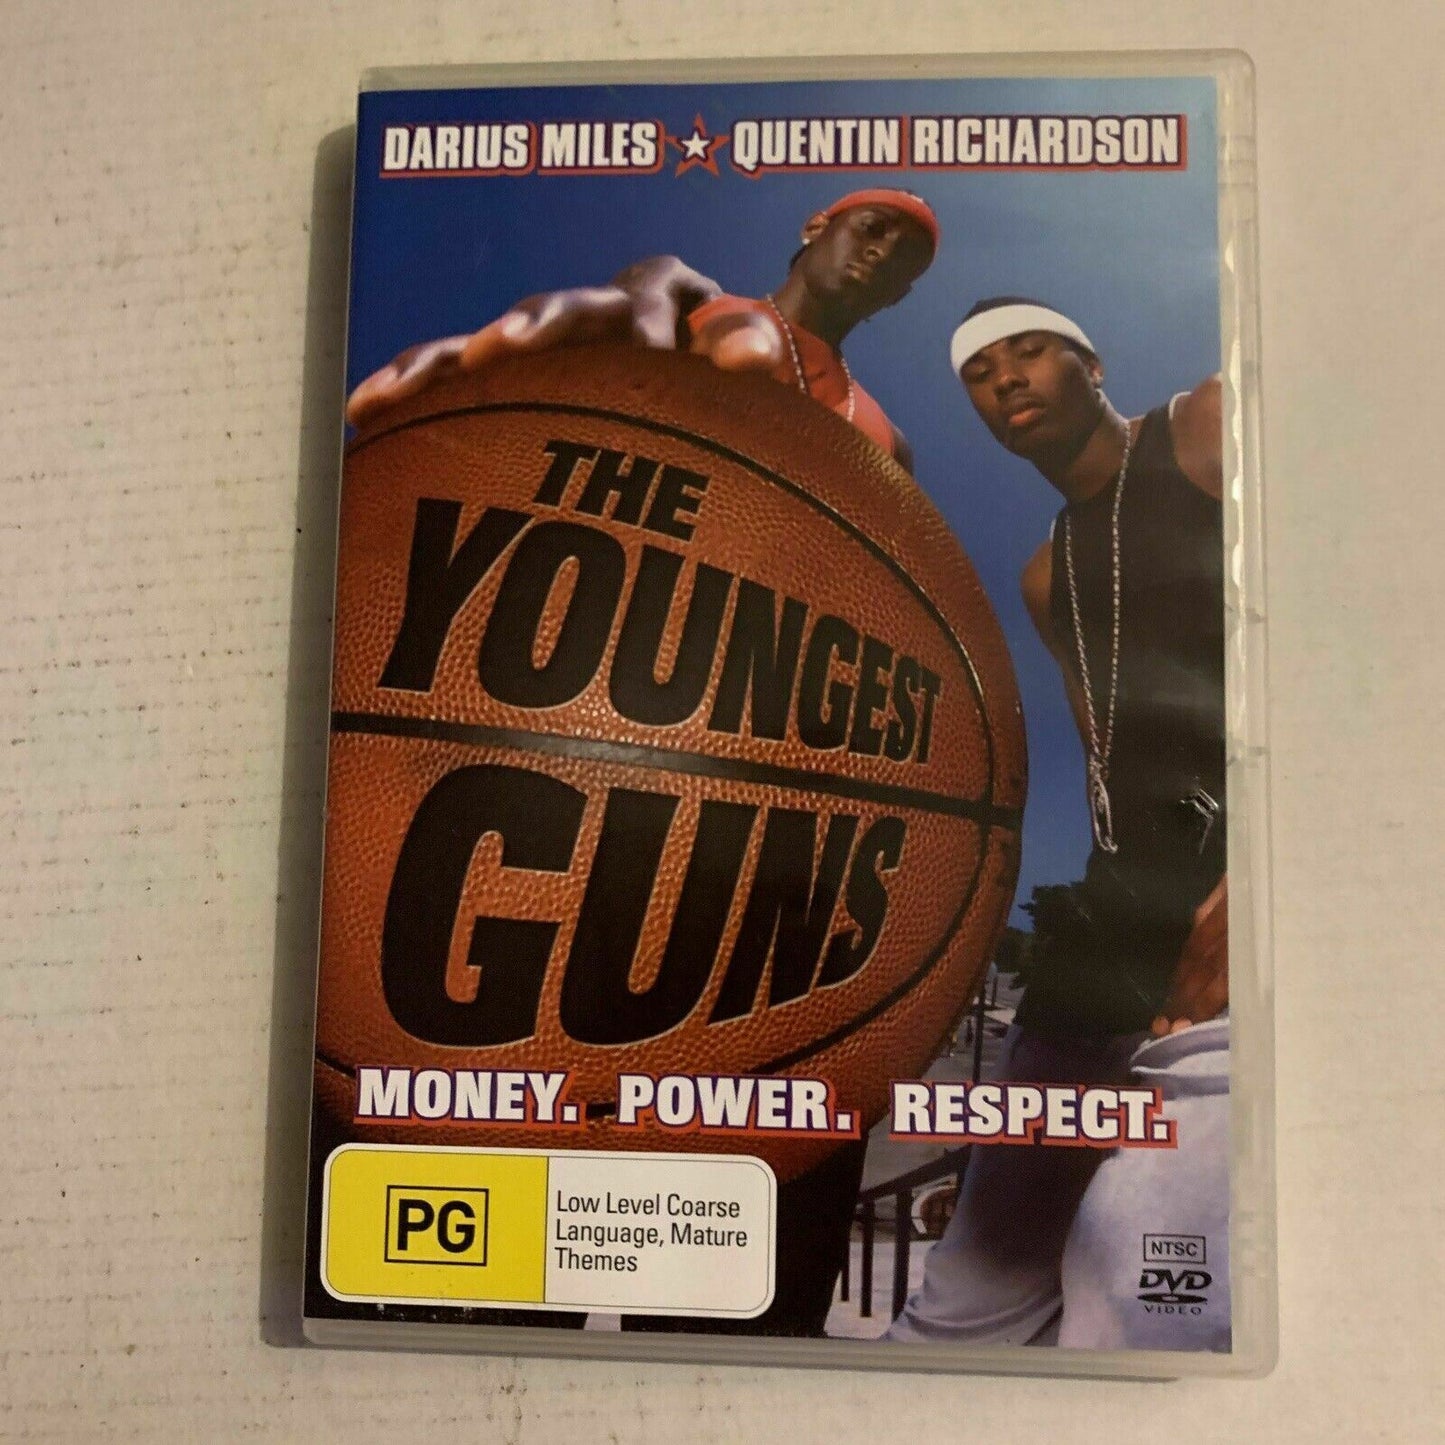 DARIUS MILES ★ QUENTIN RICHARDSON
THE
YOUNGEST
GUNS
MONEY. POWER. RESPECT.
PG
Low Level Coarse
Language, Mature
Themes
NTSC
DVD
VIDEO